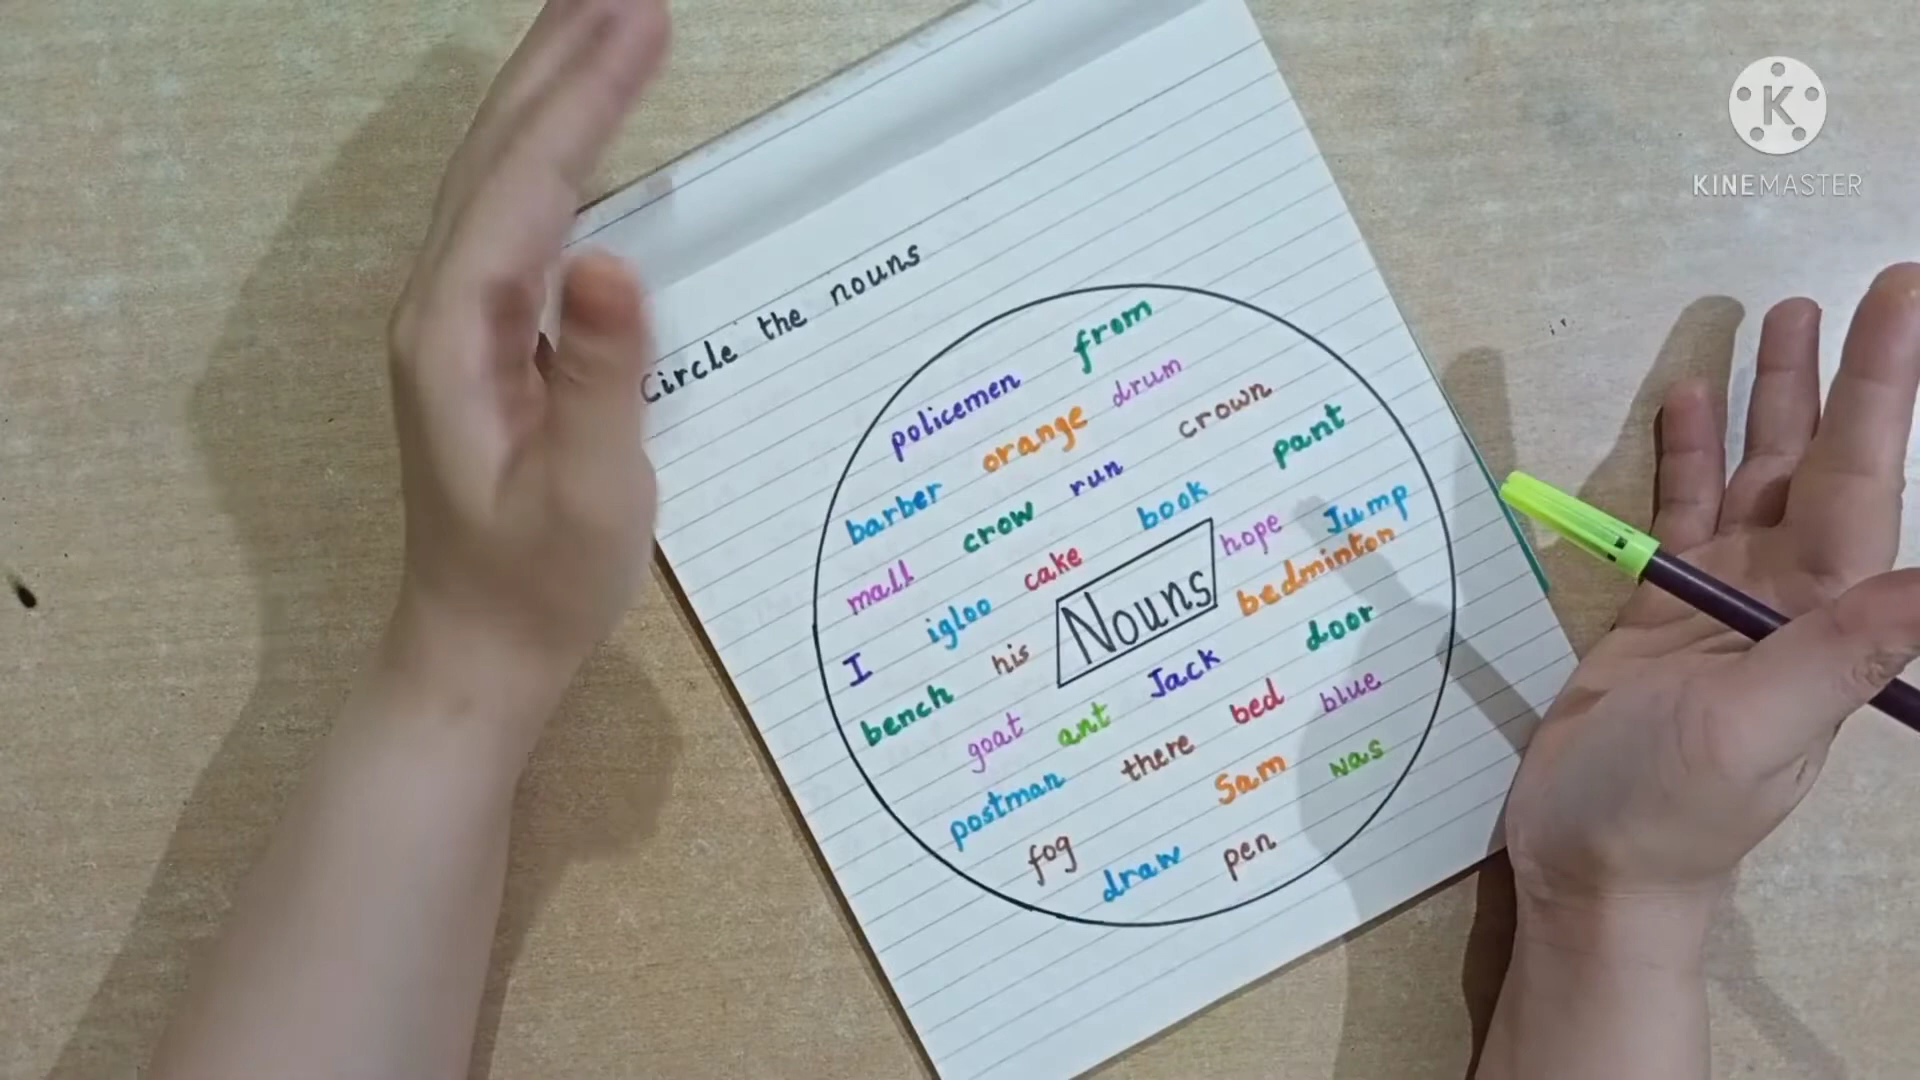 Circle the nouns
policemen from
barber orange drum
mall crow run crown
igloo cake book pant
I his Nouns hope Jump
bench bedminton
goat ant Jack door
postman there bed blue
fog Sam was
draw pen
K
KINEMASTER